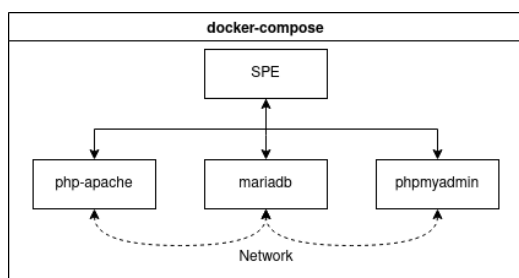 docker-compose
SPE
php-apache
mariadb
phpmyadmin
Network